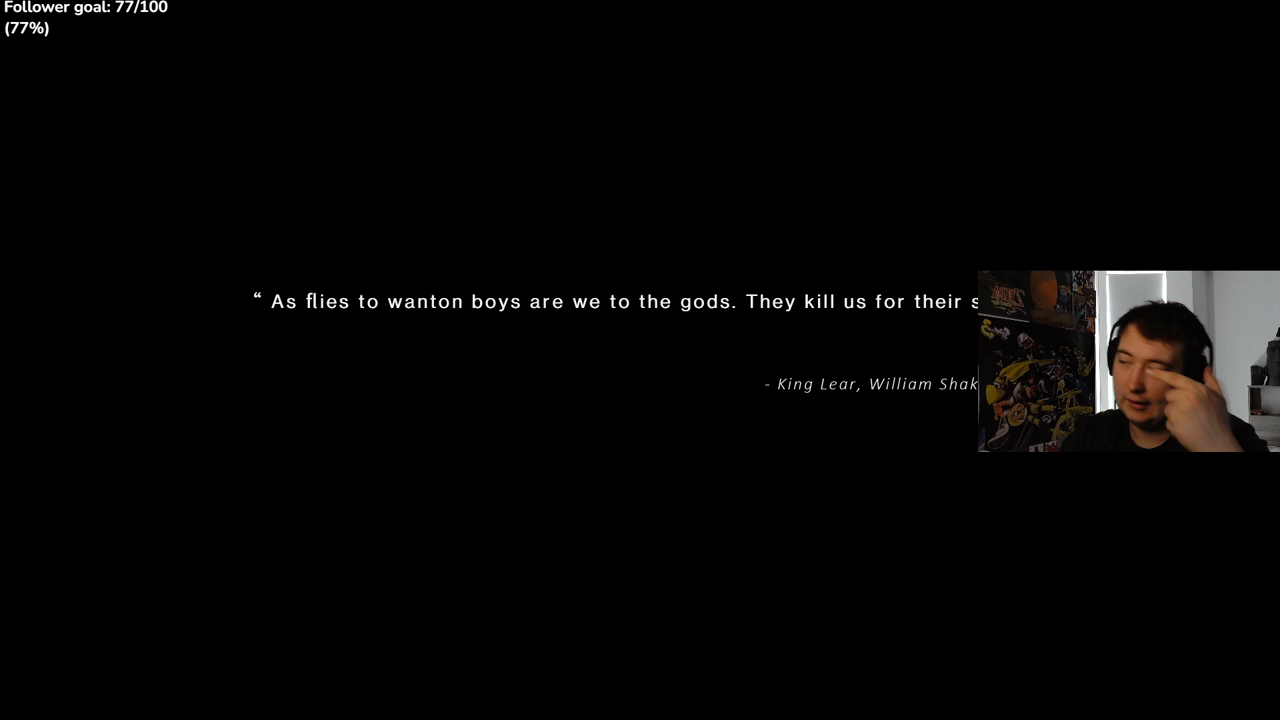 Follower goal: 77/100
(77%)
“ As flies to wanton boys are we to the gods. They kill us for their
- King Lear, William